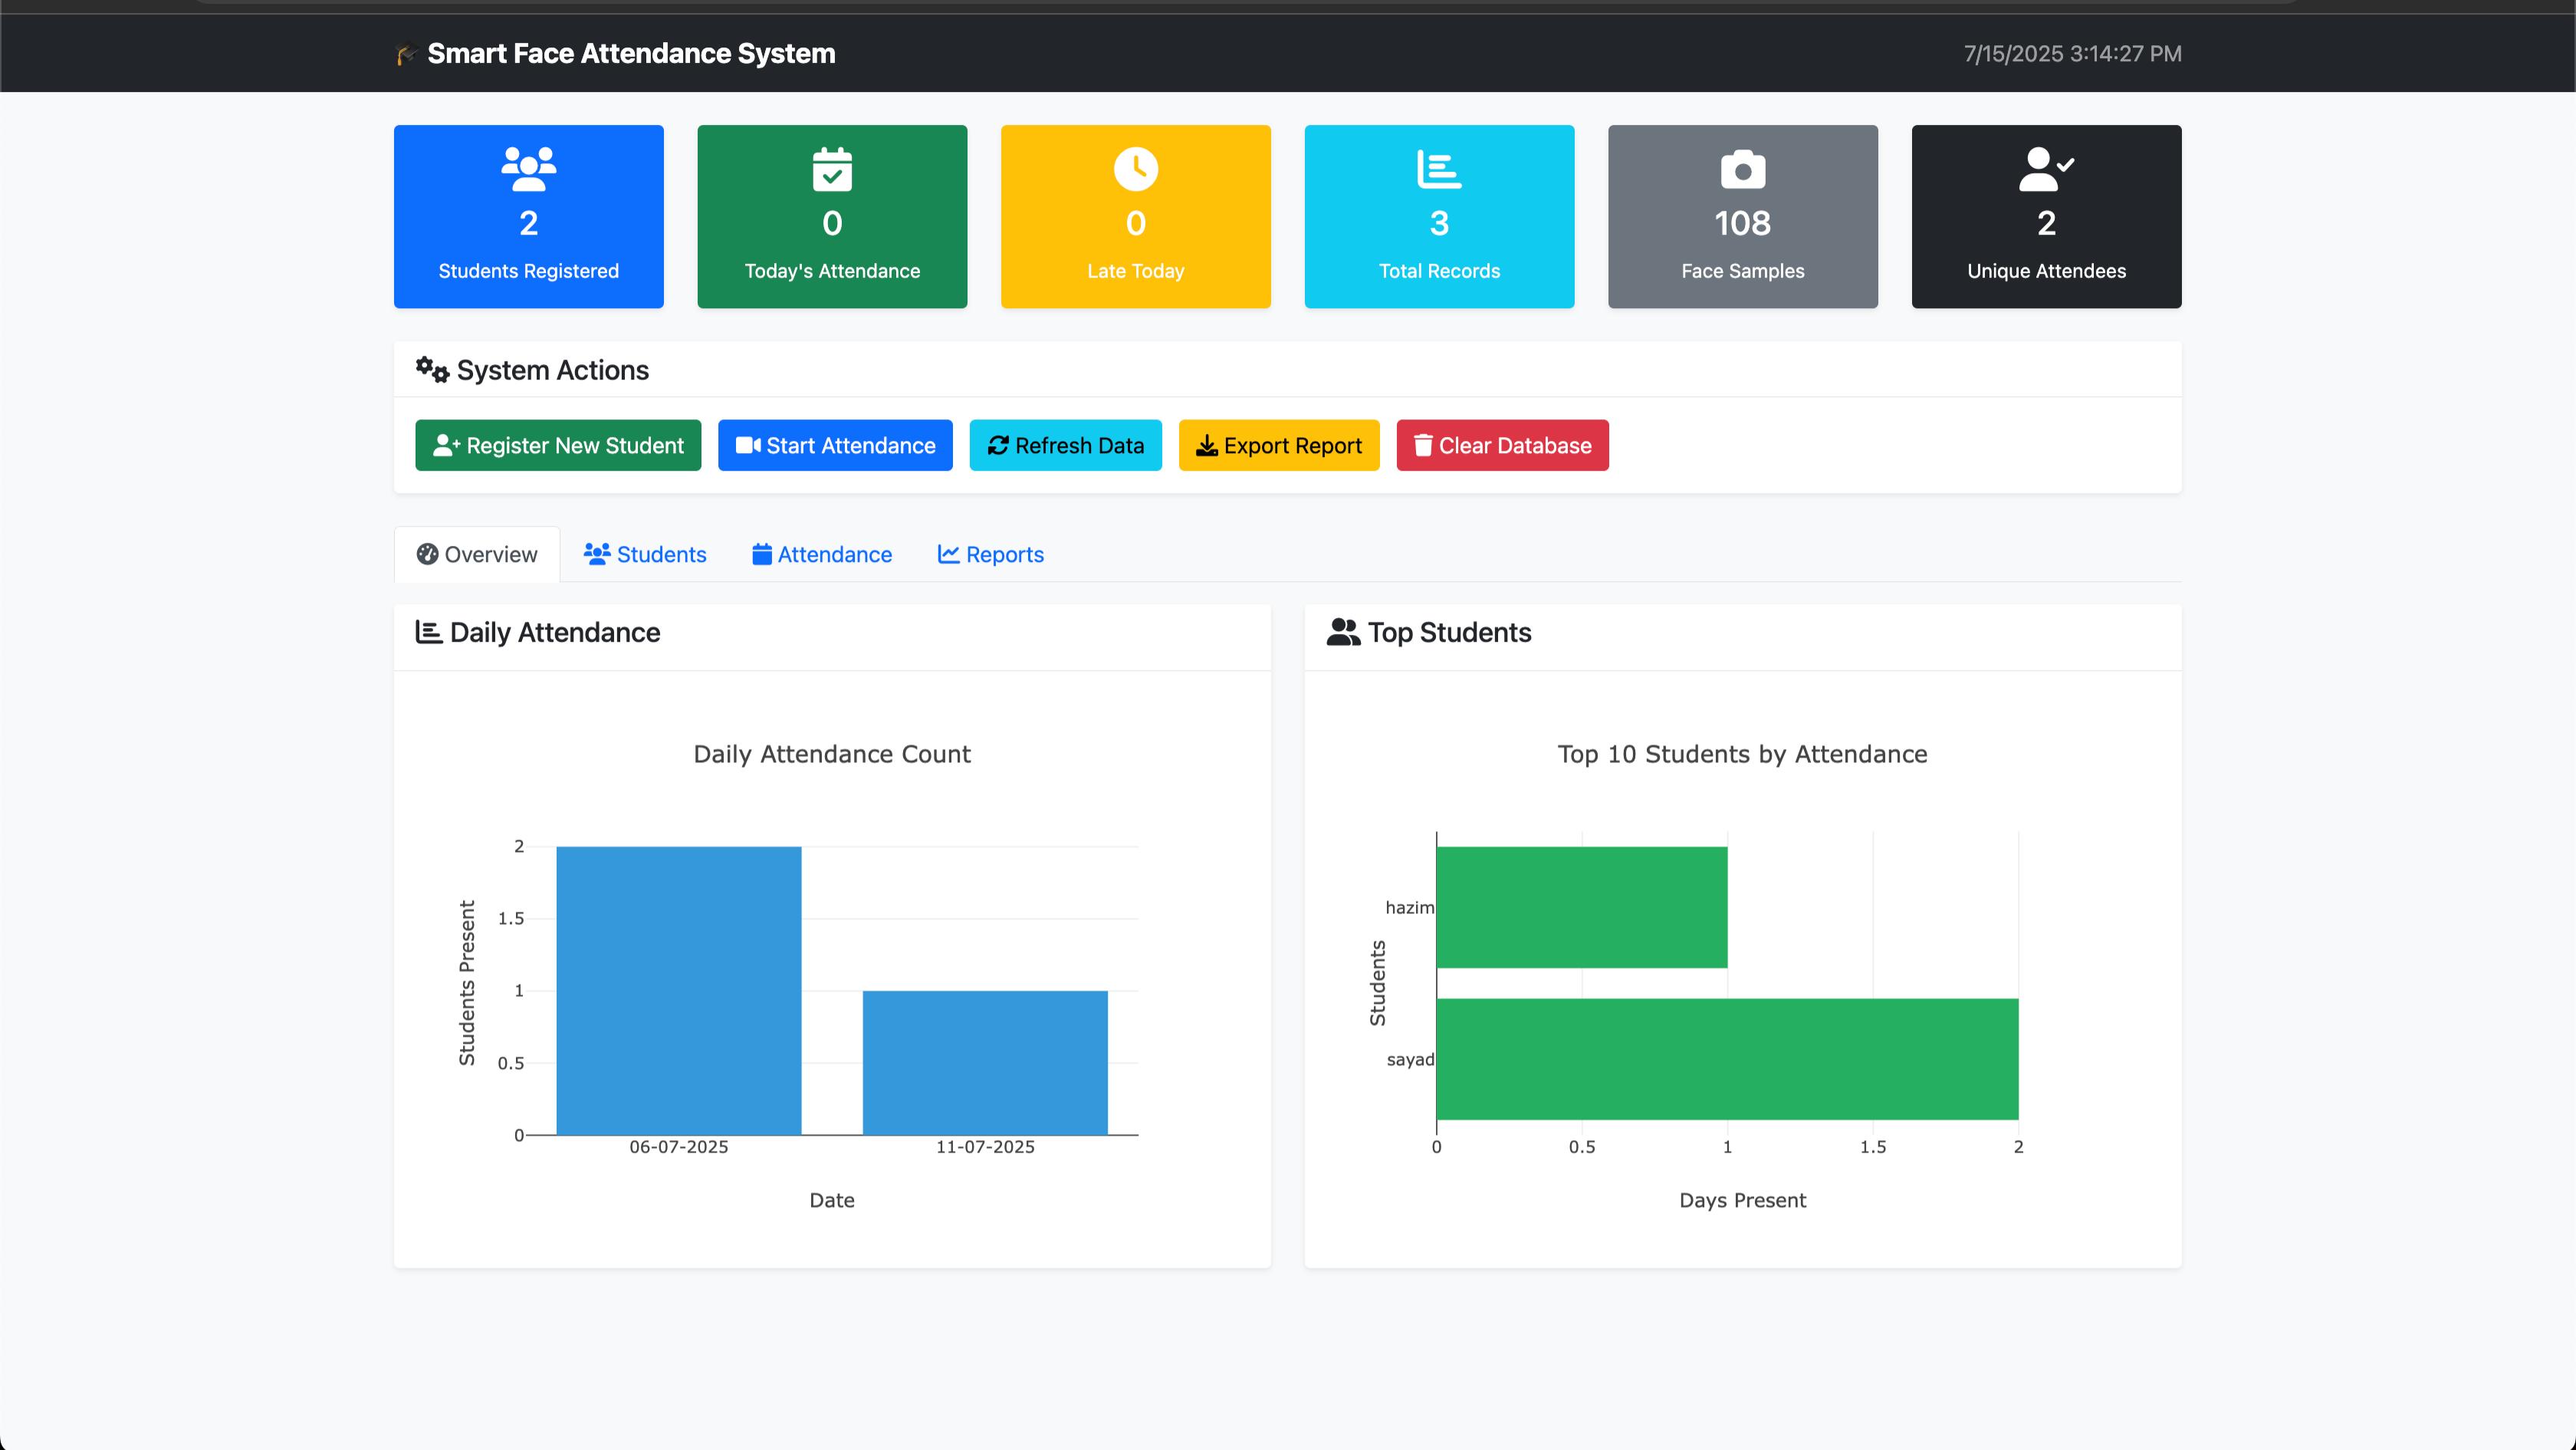 🎓 Smart Face Attendance System
7/15/2025 3:14:27 PM
2
Students Registered
0
Today's Attendance
0
Late Today
3
Total Records
108
Face Samples
2
Unique Attendees
System Actions
Register New Student
Start Attendance
Refresh Data
Export Report
Clear Database
Overview
Students
Attendance
Reports
Daily Attendance
Daily Attendance Count
2
1.5
1
0.5
0
Students Present
06-07-2025
11-07-2025
Date
Top Students
Top 10 Students by Attendance
hazim
sayad
Students
0
0.5
1
1.5
2
Days Present